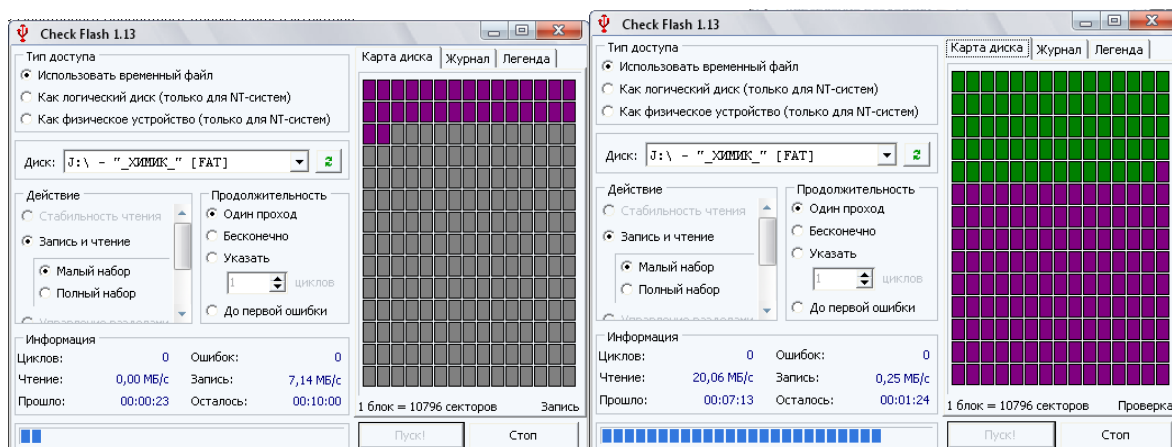 Check Flash 1.13
Тип доступа
Использовать временный файл
Как логический диск (только для NT-систем)
Как физическое устройство (только для NT-систем)
Диск: J:\ - "_ХИМИК_" [FAT]
Действие
Стабильность чтения
Запись и чтение
Малый набор
Полный набор
Управление разделами
Продолжительность
Один проход
Бесконечно
Указать
1 циклов
До первой ошибки
Информация
Циклов: 0 Ошибок: 0
Чтение: 0,00 МБ/с Запись: 7,14 МБ/с
Прошло: 00:00:23 Осталось: 00:10:00
Карта диска Журнал Легенда
1 блок = 10796 секторов Запись
Пуск! Стоп
Check Flash 1.13
Тип доступа
Использовать временный файл
Как логический диск (только для NT-систем)
Как физическое устройство (только для NT-систем)
Диск: J:\ - "_ХИМИК_" [FAT]
Действие
Стабильность чтения
Запись и чтение
Малый набор
Полный набор
Управление разделами
Продолжительность
Один проход
Бесконечно
Указать
1 циклов
До первой ошибки
Информация
Циклов: 0 Ошибок: 0
Чтение: 20,06 МБ/с Запись: 0,25 МБ/с
Прошло: 00:07:13 Осталось: 00:01:24
Карта диска Журнал Легенда
1 блок = 10796 секторов Проверка
Пуск! Стоп